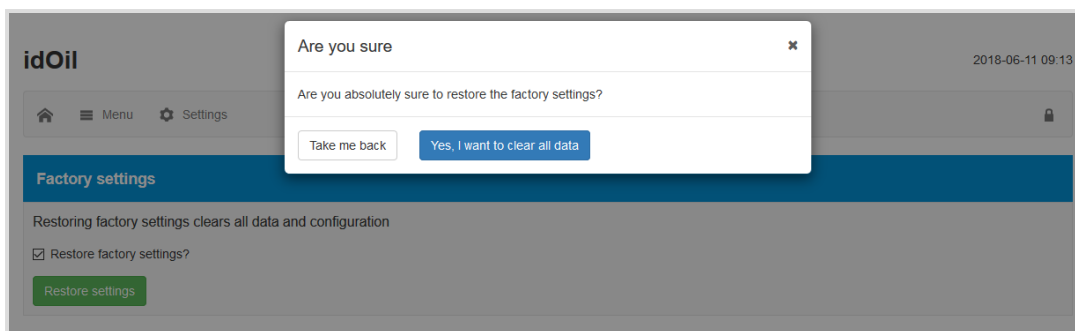 idOil
2018-06-11 09:13
Menu Settings
Are you sure
Are you absolutely sure to restore the factory settings?
Take me back Yes, I want to clear all data
Factory settings
Restoring factory settings clears all data and configuration
Restore factory settings?
Restore settings